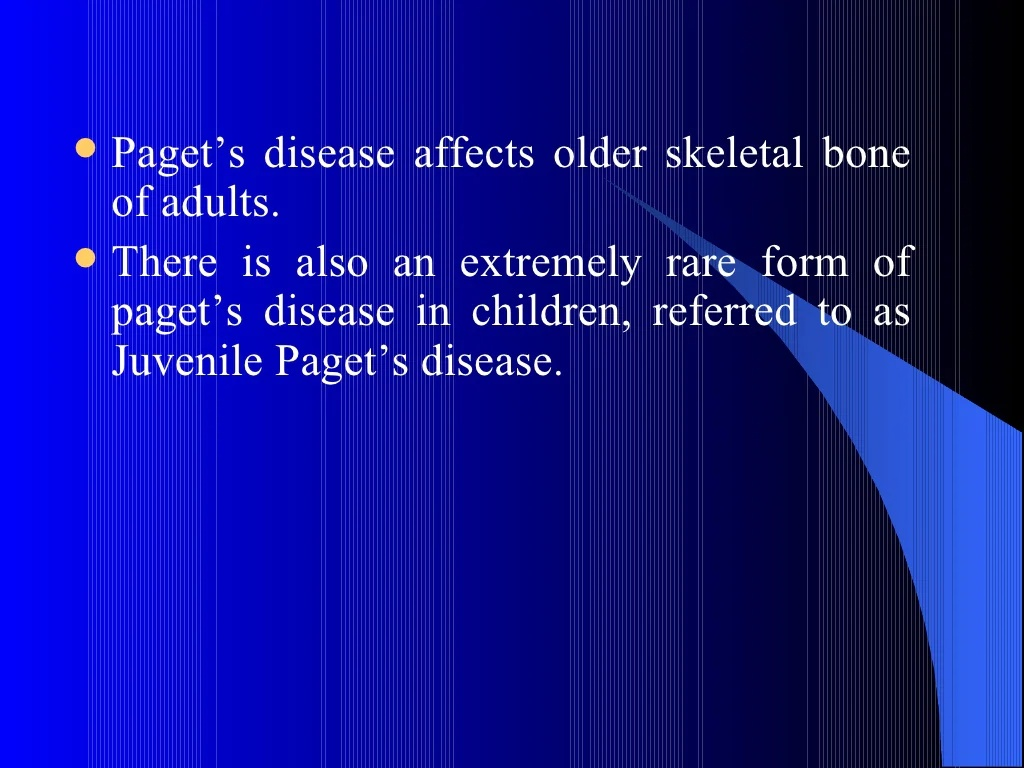 Paget’s disease affects older skeletal bone
of adults.
There is also an extremely rare form of
paget’s disease in children, referred to as
Juvenile Paget’s disease.